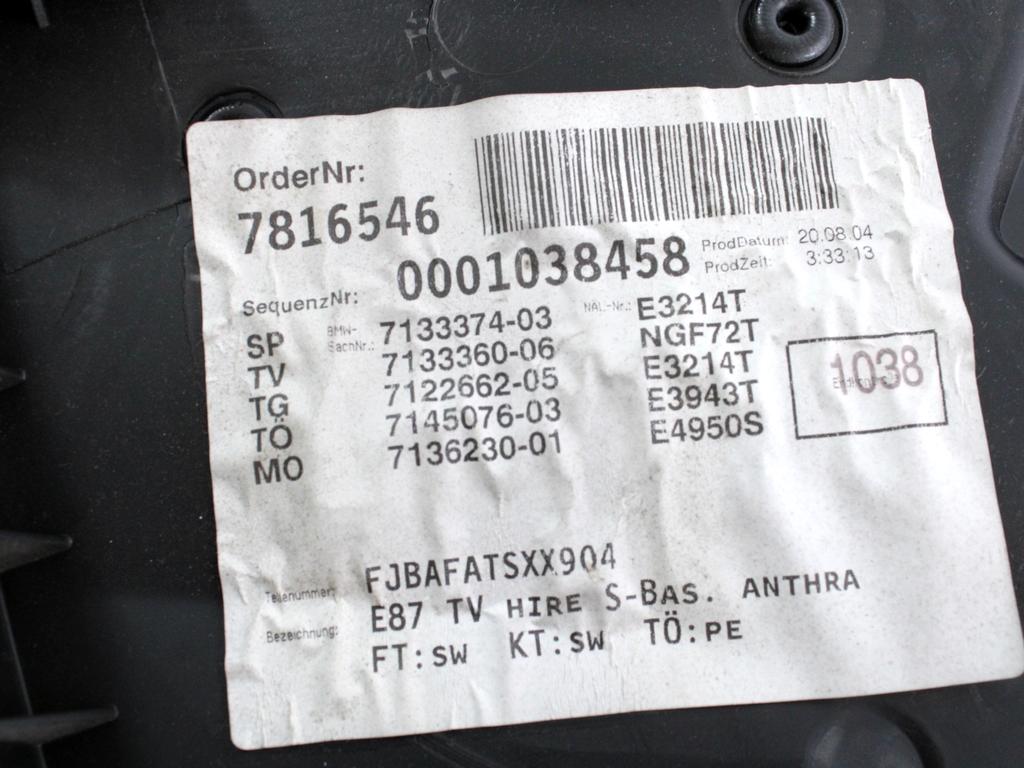 OrderNr:
7816546
0001038458
ProdDatum: 20.08.04
ProdZeit: 3:33:13
SequenzNr:
BMW-SachNr.:
NAL-Nr.:
SP 7133374-03 E3214T
TV 7133360-06 NGF72T
TG 7122662-05 E3214T
TÖ 7145076-03 E3943T
MO 7136230-01 E4950S
1038
Teilenummer: FJBAFATSXX904
Bezeichnung: E87 TV HIRE S-BAS. ANTHRA
FT:SW KT:SW TÖ:PE